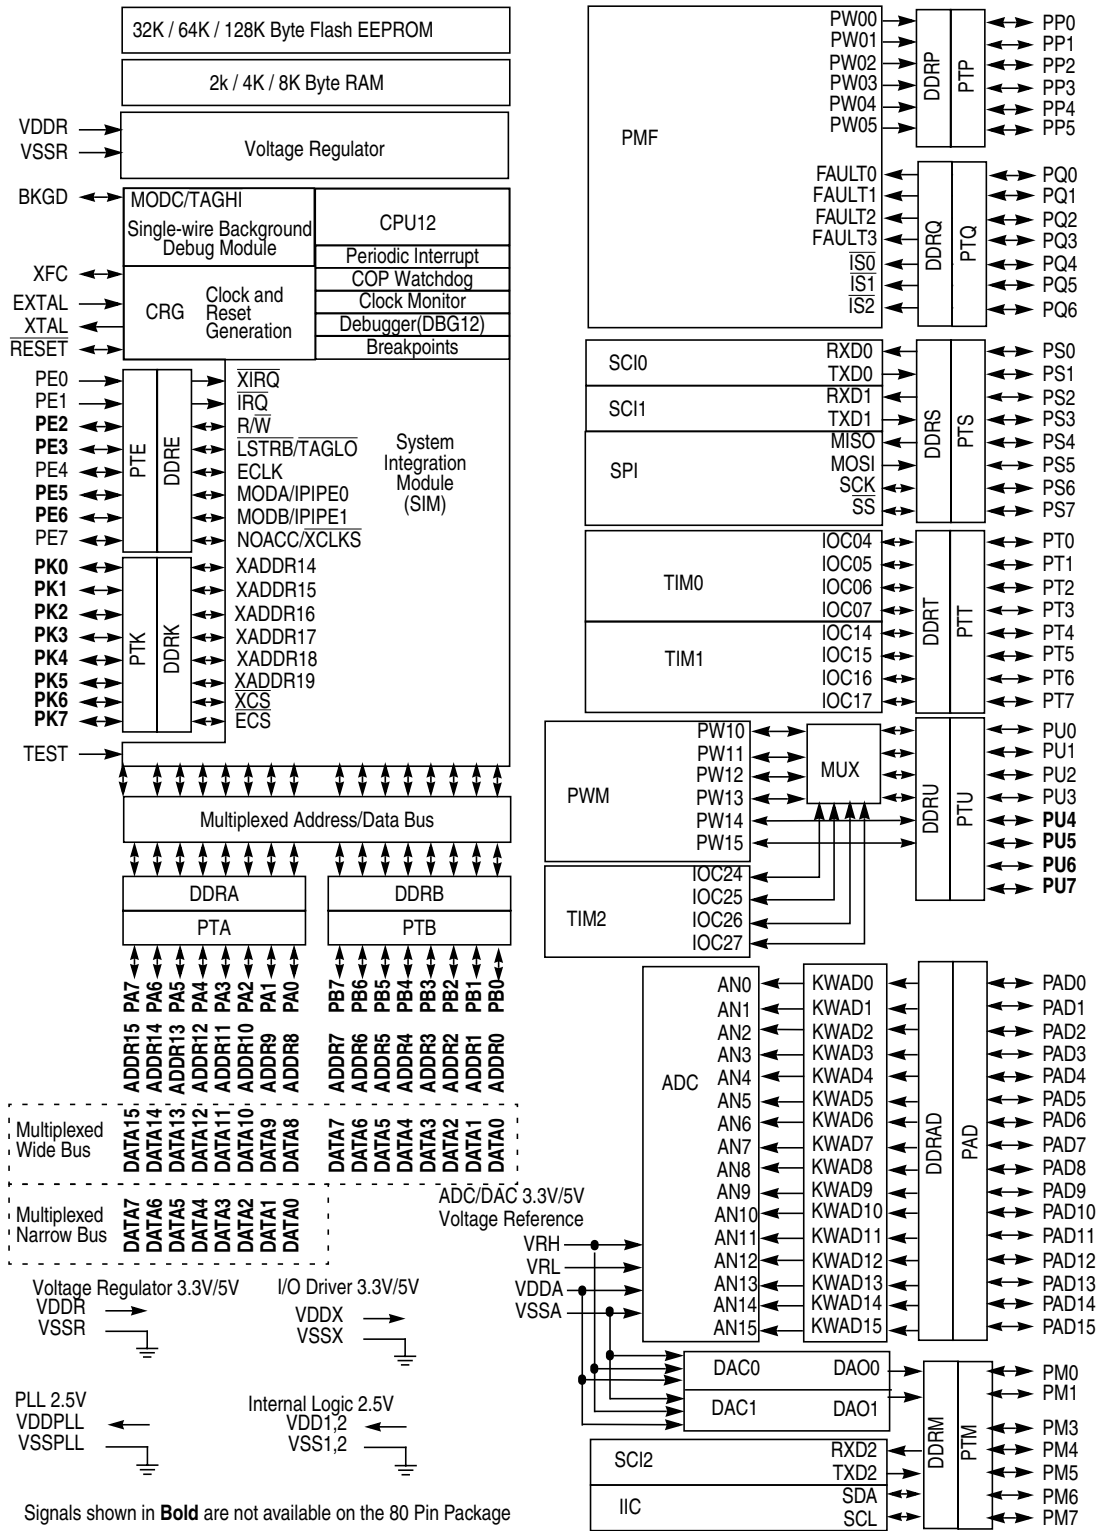 32K / 64K / 128K Byte Flash EEPROM
2k / 4K / 8K Byte RAM
VDDR
VSSR
Voltage Regulator
BKGD
MODC/TAGHI
Single-wire Background
Debug Module
CPU12
Periodic Interrupt
COP Watchdog
Clock Monitor
Debugger(DBG12)
Breakpoints
XFC
EXTAL
XTAL
RESET
CRG
Clock and
Reset
Generation
PE0
PE1
PE2
PE3
PE4
PE5
PE6
PE7
PTE
DDRE
XIRQ
IRQ
R/W
LSTRB/TAGLO
ECLK
MODA/IPIPE0
MODB/IPIPE1
NOACC/XCLKS
System
Integration
Module
(SIM)
PK0
PK1
PK2
PK3
PK4
PK5
PK6
PK7
PTK
DDRK
XADDR14
XADDR15
XADDR16
XADDR17
XADDR18
XADDR19
XCS
ECS
TEST
Multiplexed Address/Data Bus
DDRA
DDRB
PTA
PTB
PA7
PA6
PA5
PA4
PA3
PA2
PA1
PA0
PB7
PB6
PB5
PB4
PB3
PB2
PB1
PB0
ADDR15
ADDR14
ADDR13
ADDR12
ADDR11
ADDR10
ADDR9
ADDR8
ADDR7
ADDR6
ADDR5
ADDR4
ADDR3
ADDR2
ADDR1
ADDR0
Multiplexed
Wide Bus
DATA15
DATA14
DATA13
DATA12
DATA11
DATA10
DATA9
DATA8
DATA7
DATA6
DATA5
DATA4
DATA3
DATA2
DATA1
DATA0
Multiplexed
Narrow Bus
DATA7
DATA6
DATA5
DATA4
DATA3
DATA2
DATA1
DATA0
Voltage Regulator 3.3V/5V
VDDR
VSSR
I/O Driver 3.3V/5V
VDDX
VSSX
PLL 2.5V
VDDPLL
VSSPLL
Internal Logic 2.5V
VDD1,2
VSS1,2
Signals shown in Bold are not available on the 80 Pin Package
PMF
PW00
PW01
PW02
PW03
PW04
PW05
DDRP
PTP
PP0
PP1
PP2
PP3
PP4
PP5
FAULT0
FAULT1
FAULT2
FAULT3
IS0
IS1
IS2
DDRQ
PTQ
PQ0
PQ1
PQ2
PQ3
PQ4
PQ5
PQ6
SCI0
RXD0
TXD0
SCI1
RXD1
TXD1
SPI
MISO
MOSI
SCK
SS
DDRS
PTS
PS0
PS1
PS2
PS3
PS4
PS5
PS6
PS7
TIM0
IOC04
IOC05
IOC06
IOC07
TIM1
IOC14
IOC15
IOC16
IOC17
DDRT
PTT
PT0
PT1
PT2
PT3
PT4
PT5
PT6
PT7
PWM
PW10
PW11
PW12
PW13
PW14
PW15
MUX
TIM2
IOC24
IOC25
IOC26
IOC27
DDRU
PTU
PU0
PU1
PU2
PU3
PU4
PU5
PU6
PU7
ADC
AN0
AN1
AN2
AN3
AN4
AN5
AN6
AN7
AN8
AN9
AN10
AN11
AN12
AN13
AN14
AN15
KWAD0
KWAD1
KWAD2
KWAD3
KWAD4
KWAD5
KWAD6
KWAD7
KWAD8
KWAD9
KWAD10
KWAD11
KWAD12
KWAD13
KWAD14
KWAD15
DDRAD
PAD
PAD0
PAD1
PAD2
PAD3
PAD4
PAD5
PAD6
PAD7
PAD8
PAD9
PAD10
PAD11
PAD12
PAD13
PAD14
PAD15
ADC/DAC 3.3V/5V
Voltage Reference
VRH
VRL
VDDA
VSSA
DAC0
DAO0
DAC1
DAO1
SCI2
RXD2
TXD2
IIC
SDA
SCL
DDRM
PTM
PM0
PM1
PM3
PM4
PM5
PM6
PM7